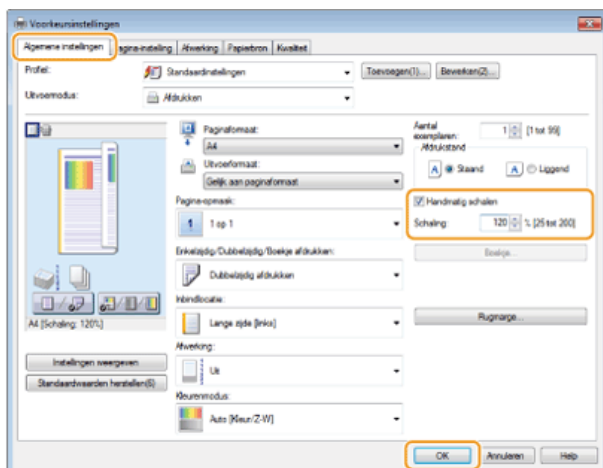 Voorkeursinstellingen
Algemene instellingen Pagina-instelling Afwerking Papierbron Kwaliteit
Profiel: Standaardinstellingen Toevoegen(1)... Bewerken(2)...
Uitvoermodus: Afdrukken
Paginaformaat:
A4
Uitvoerformaat:
Gelijk aan paginaformaat
Pagina-opmaak:
1 1 op 1
Enkelzijdig/Dubbelzijdig/Boekje afdrukken:
Dubbelzijdig afdrukken
Inbindlocatie:
Lange zijde [links]
Afwerking:
Uit
Kleurenmodus:
Auto [Kleur/Z-W]
Aantal exemplaren: 1 [1 tot 99]
Afdrukstand
A Staand A Liggend
Handmatig schalen
Schaling: 120 % [25 tot 200]
Boekje...
Rugmarge...
A4 [Schaling: 120%]
Instellingen weergeven
Standaardwaarden herstellen(6)
OK Annuleren Help